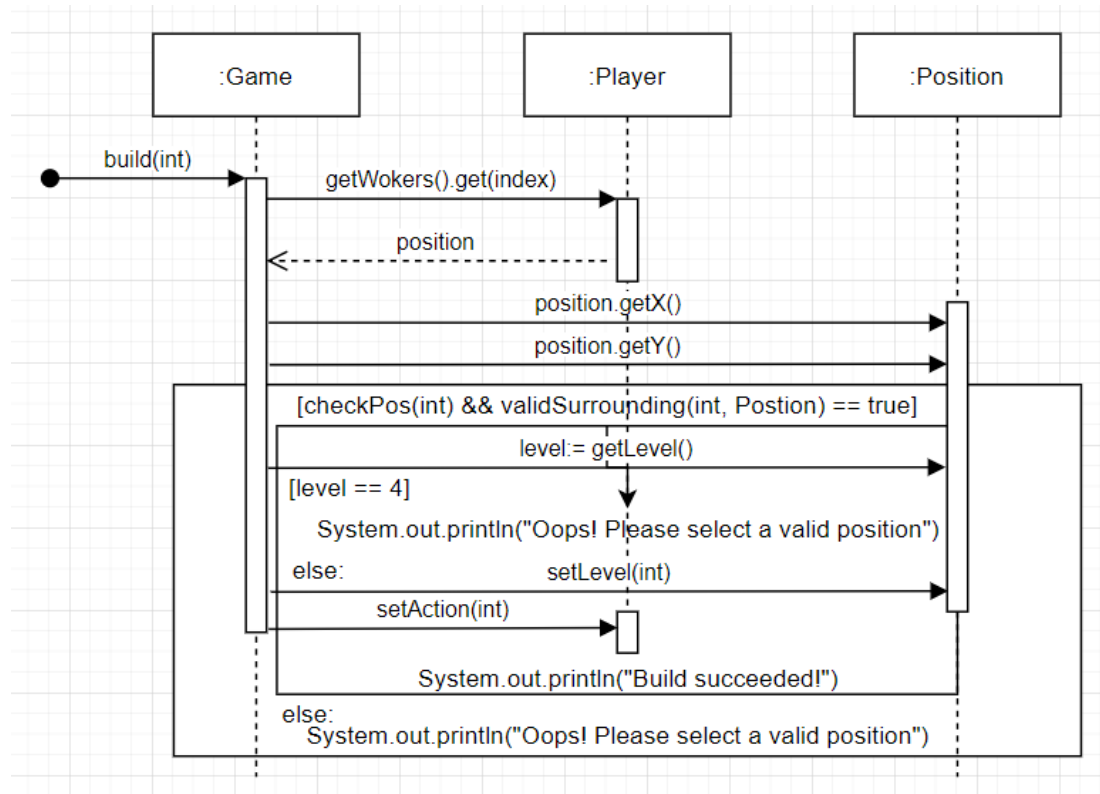 :Game
:Player
:Position
build(int)
getWokers().get(index)
position
position.getX()
position.getY()
[checkPos(int) && validSurrounding(int, Postion) == true]
level:= getLevel()
[level == 4]
System.out.println("Oops! Please select a valid position")
else:
setLevel(int)
setAction(int)
System.out.println("Build succeeded!")
else:
System.out.println("Oops! Please select a valid position")